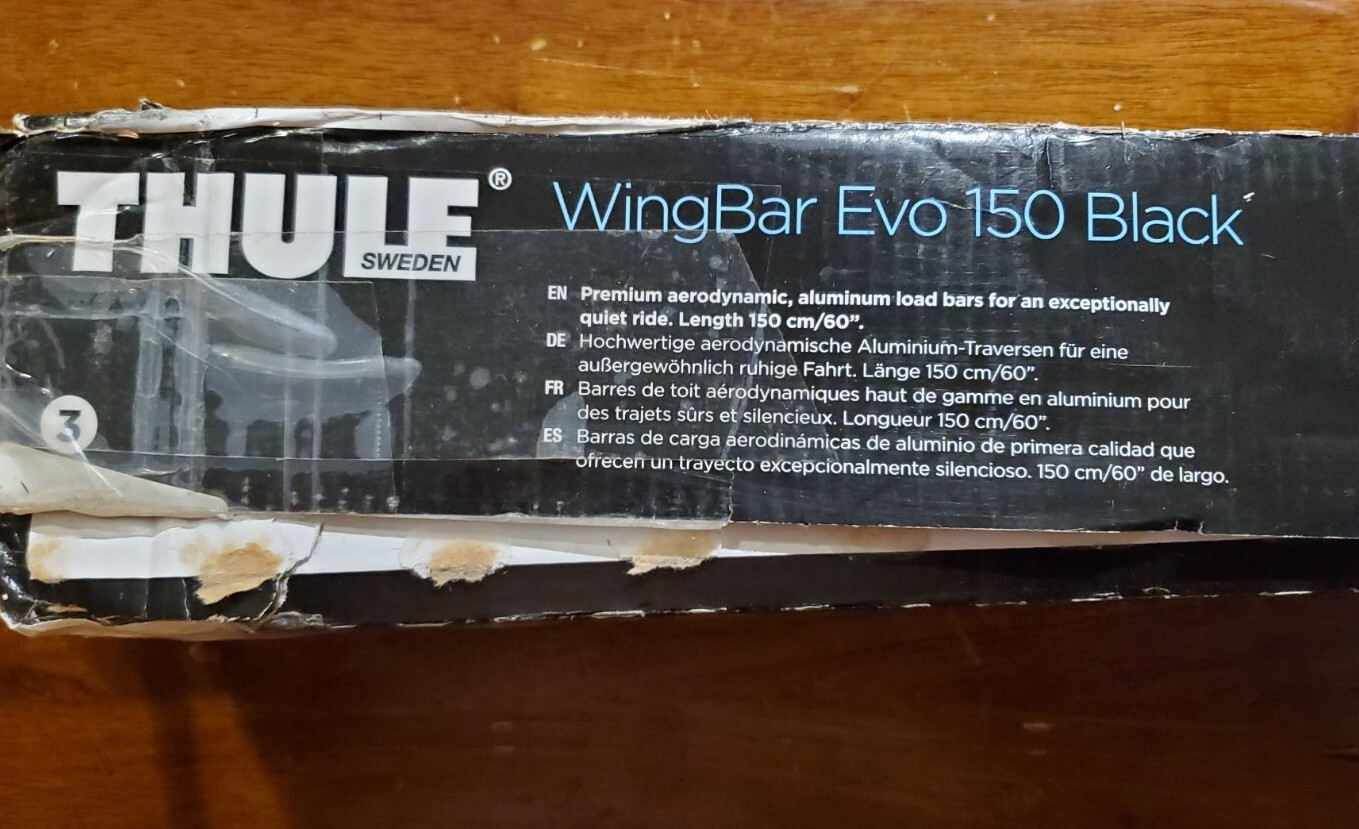 THULE®
SWEDEN
WingBar Evo 150 Black
EN Premium aerodynamic, aluminum load bars for an exceptionally
quiet ride. Length 150 cm/60”.
DE Hochwertige aerodynamische Aluminium-Traversen für eine
außergewöhnlich ruhige Fahrt. Länge 150 cm/60”.
FR Barres de toit aérodynamiques haut de gamme en aluminium pour
des trajets sûrs et silencieux. Longueur 150 cm/60”.
ES Barras de carga aerodinámicas de aluminio de primera calidad que
ofrecen un trayecto excepcionalmente silencioso. 150 cm/60” de largo.
3